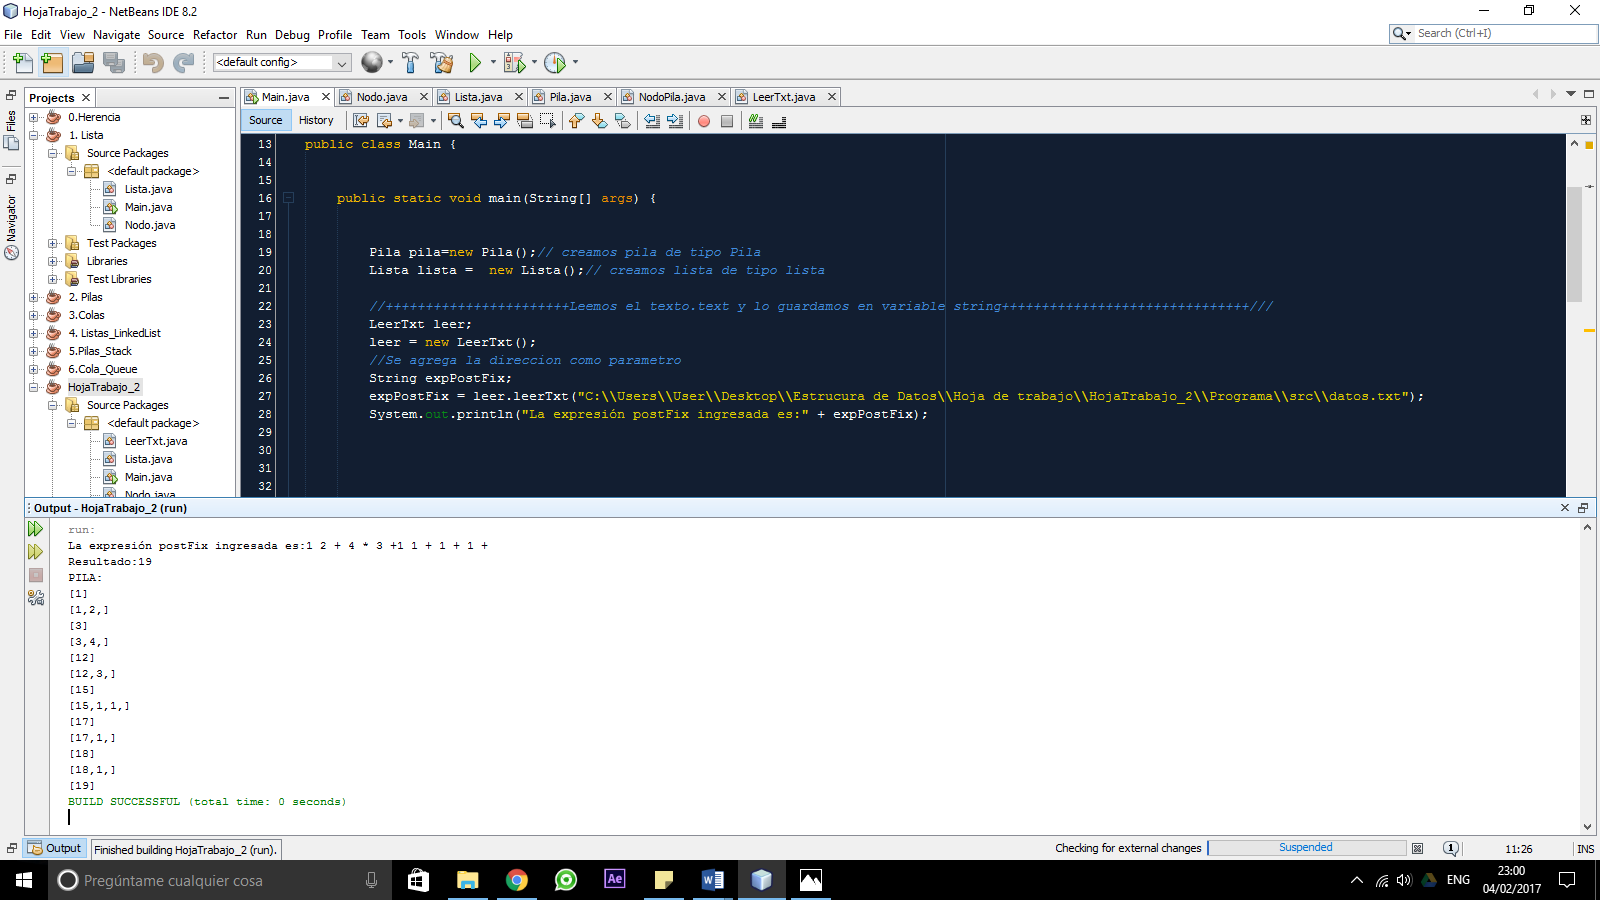 HojaTrabajo_2 - NetBeans IDE 8.2
File Edit View Navigate Source Refactor Run Debug Profile Team Tools Window Help
Search (Ctrl+I)
<default config>
Files
Navigator
Projects
0.Herencia
1. Lista
Source Packages
<default package>
Lista.java
Main.java
Nodo.java
Test Packages
Libraries
Test Libraries
2. Pilas
3.Colas
4. Listas_LinkedList
5.Pilas_Stack
6.Cola_Queue
HojaTrabajo_2
Source Packages
<default package>
LeerTxt.java
Lista.java
Main.java
Nodo.java
Main.java Nodo.java Lista.java Pila.java NodoPila.java LeerTxt.java
Source History
13 public class Main {
14
15
16 public static void main(String[] args) {
17
18
19 Pila pila=new Pila();// creamos pila de tipo Pila
20 Lista lista =  new Lista();// creamos lista de tipo lista
21
22 //+++++++++++++++++++++++Leemos el texto.text y lo guardamos en variable string+++++++++++++++++++++++++++++++///
23 LeerTxt leer;
24 leer = new LeerTxt();
25 //Se agrega la direccion como parametro
26 String expPostFix;
27 expPostFix = leer.leerTxt("C:\\Users\\User\\Desktop\\Estrucura de Datos\\Hoja de trabajo\\HojaTrabajo_2\\Programa\\src\\datos.txt");
28 System.out.println("La expresión postFix ingresada es:" + expPostFix);
29
30
31
32
Output - HojaTrabajo_2 (run)
run:
La expresión postFix ingresada es:1 2 + 4 * 3 +1 1 + 1 + 1 +
Resultado:19
PILA:
[1]
[1,2,]
[3]
[3,4,]
[12]
[12,3,]
[15]
[15,1,1,]
[17]
[17,1,]
[18]
[18,1,]
[19]
BUILD SUCCESSFUL (total time: 0 seconds)
Output
Finished building HojaTrabajo_2 (run).
Checking for external changes
Suspended
1
11:26
INS
Pregúntame cualquier cosa
Ae
ENG
23:00
04/02/2017